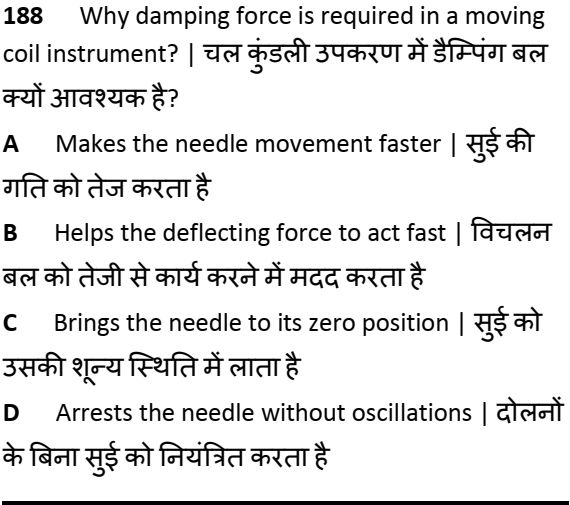 188 Why damping force is required in a moving
coil instrument? | चल कुंडली उपकरण में डैम्पिंग बल
क्यों आवश्यक है?
A Makes the needle movement faster | सुई की
गति को तेज करता है
B Helps the deflecting force to act fast | विचलन
बल को तेजी से कार्य करने में मदद करता है
C Brings the needle to its zero position | सुई को
उसकी शून्य स्थिति में लाता है
D Arrests the needle without oscillations | दोलनों
के बिना सुई को नियंत्रित करता है